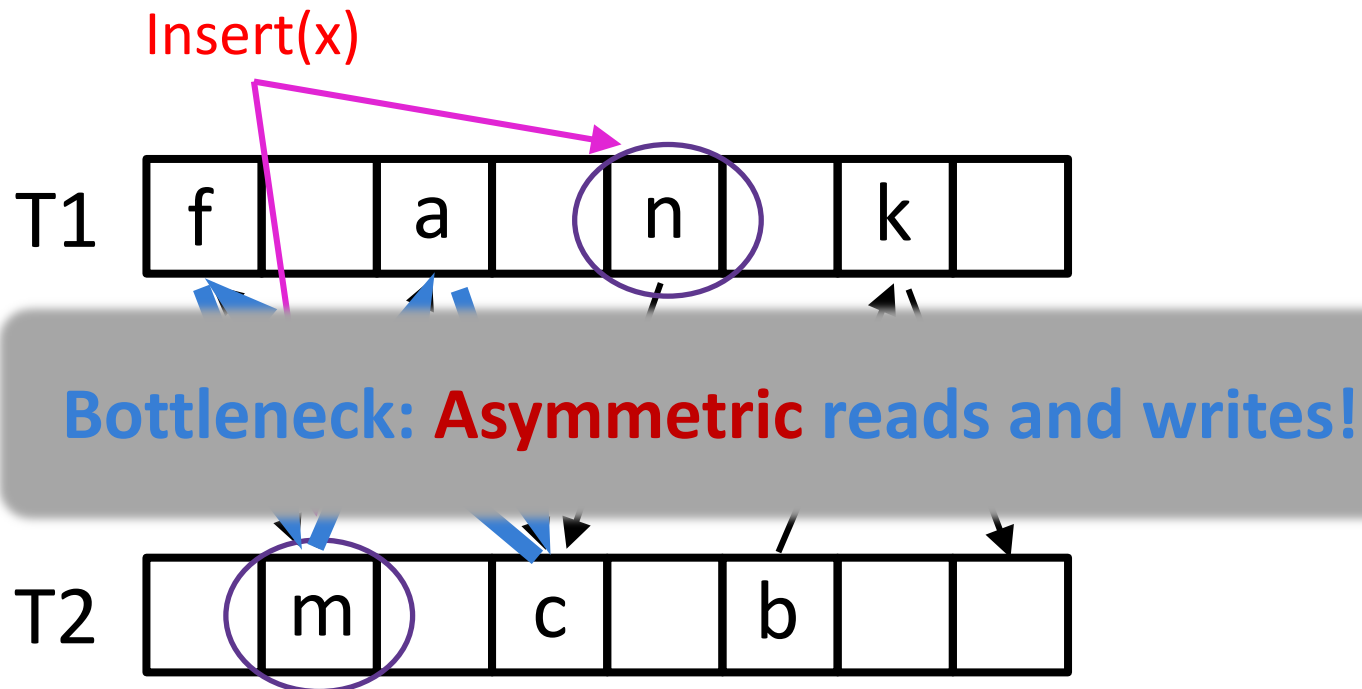 Insert(x)
T1 f a n k
Bottleneck: Asymmetric reads and writes!
T2 m c b